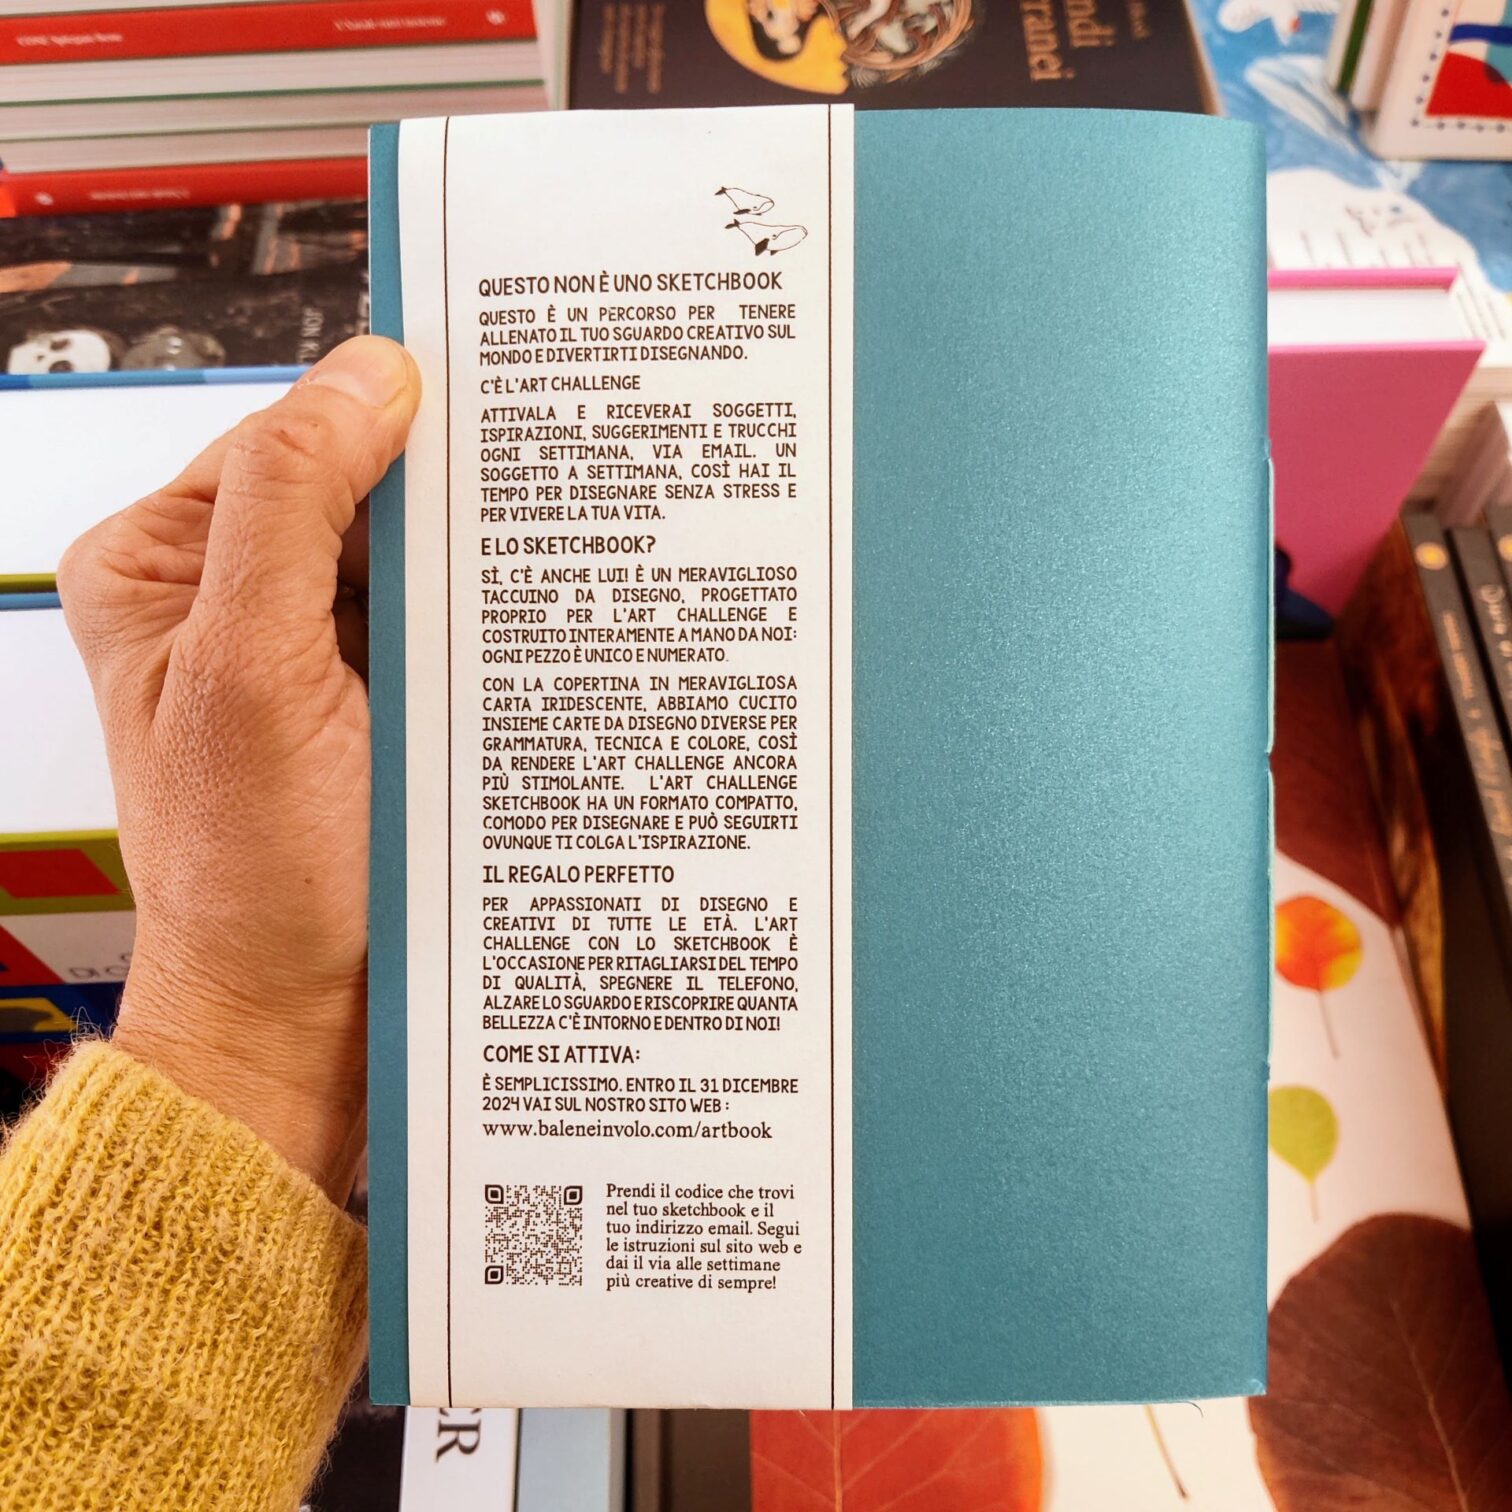 QUESTO NON È UNO SKETCHBOOK
QUESTO È UN PERCORSO PER TENERE
ALLENATO IL TUO SGUARDO CREATIVO SUL
MONDO E DIVERTIRTI DISEGNANDO.
C'È L'ART CHALLENGE
ATTIVALA E RICEVERAI SOGGETTI,
ISPIRAZIONI, SUGGERIMENTI E TRUCCHI
OGNI SETTIMANA, VIA EMAIL. UN
SOGGETTO A SETTIMANA, COSÌ HAI IL
TEMPO PER DISEGNARE SENZA STRESS E
PER VIVERE LA TUA VITA.
E LO SKETCHBOOK?
SÌ, C'È ANCHE LUI! È UN MERAVIGLIOSO
TACCUINO DA DISEGNO, PROGETTATO
PROPRIO PER L'ART CHALLENGE E
COSTRUITO INTERAMENTE A MANO DA NOI:
OGNI PEZZO È UNICO E NUMERATO.
CON LA COPERTINA IN MERAVIGLIOSA
CARTA IRIDESCENTE, ABBIAMO CUCITO
INSIEME CARTE DA DISEGNO DIVERSE PER
GRAMMATURA, TECNICA E COLORE, COSÌ
DA RENDERE L'ART CHALLENGE ANCORA
PIÙ STIMOLANTE. L'ART CHALLENGE
SKETCHBOOK HA UN FORMATO COMPATTO,
COMODO PER DISEGNARE E PUÒ SEGUIRTI
OVUNQUE TI COLGA L'ISPIRAZIONE.
IL REGALO PERFETTO
PER APPASSIONATI DI DISEGNO E
CREATIVI DI TUTTE LE ETÀ. L'ART
CHALLENGE CON LO SKETCHBOOK È
L'OCCASIONE PER RITAGLIARSI DEL TEMPO
DI QUALITÀ, SPEGNERE IL TELEFONO,
ALZARE LO SGUARDO E RISCOPRIRE QUANTA
BELLEZZA C'È INTORNO E DENTRO DI NOI!
COME SI ATTIVA:
È SEMPLICISSIMO. ENTRO IL 31 DICEMBRE
2024 VAI SUL NOSTRO SITO WEB:
www.baleneinvolo.com/artbook
Prendi il codice che trovi
nel tuo sketchbook e il
tuo indirizzo email. Segui
le istruzioni sul sito web e
dai il via alle settimane
più creative di sempre!